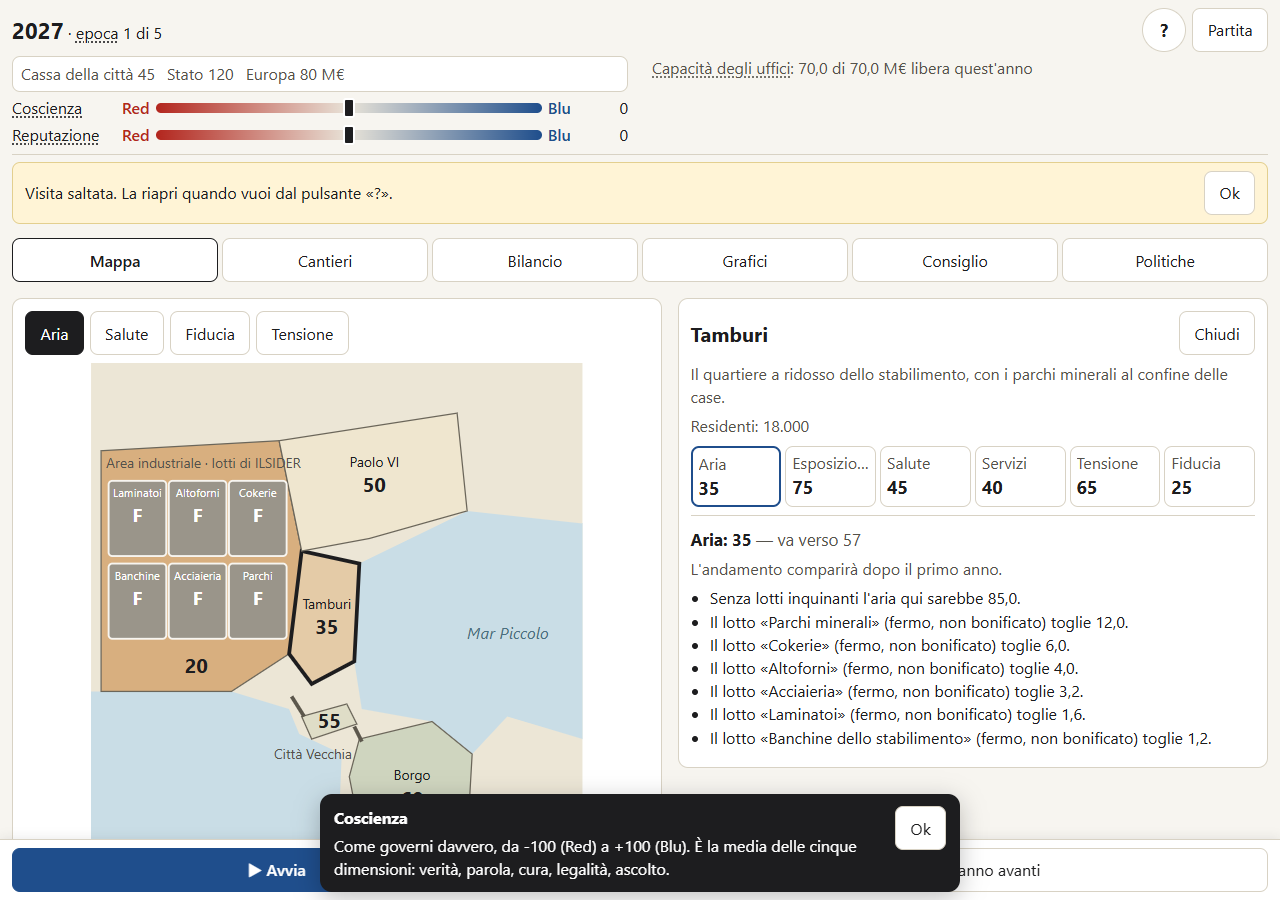 2027 · epoca 1 di 5
?
Partita
Cassa della città 45 Stato 120 Europa 80 M€
Capacità degli uffici: 70,0 di 70,0 M€ libera quest'anno
Coscienza Red Blu 0
Reputazione Red Blu 0
Visita saltata. La riapri quando vuoi dal pulsante «?».
Ok
Mappa
Cantieri
Bilancio
Grafici
Consiglio
Politiche
Aria
Salute
Fiducia
Tensione
Area industriale · lotti di ILSIDER
Laminatoi
F
Altoforni
F
Cokerie
F
Banchine
F
Acciaieria
F
Parchi
F
20
Paolo VI
50
Tamburi
35
Mar Piccolo
55
Città Vecchia
Borgo
Tamburi
Chiudi
Il quartiere a ridosso dello stabilimento, con i parchi minerali al confine delle
case.
Residenti: 18.000
Aria
35
Esposizio...
75
Salute
45
Servizi
40
Tensione
65
Fiducia
25
Aria: 35 — va verso 57
L'andamento comparirà dopo il primo anno.
• Senza lotti inquinanti l'aria qui sarebbe 85,0.
• Il lotto «Parchi minerali» (fermo, non bonificato) toglie 12,0.
• Il lotto «Cokerie» (fermo, non bonificato) toglie 6,0.
• Il lotto «Altoforni» (fermo, non bonificato) toglie 4,0.
• Il lotto «Acciaieria» (fermo, non bonificato) toglie 3,2.
• Il lotto «Laminatoi» (fermo, non bonificato) toglie 1,6.
• Il lotto «Banchine dello stabilimento» (fermo, non bonificato) toglie 1,2.
Coscienza
Come governi davvero, da -100 (Red) a +100 (Blu). È la media delle cinque
dimensioni: verità, parola, cura, legalità, ascolto.
Ok
▶ Avvia
anno avanti